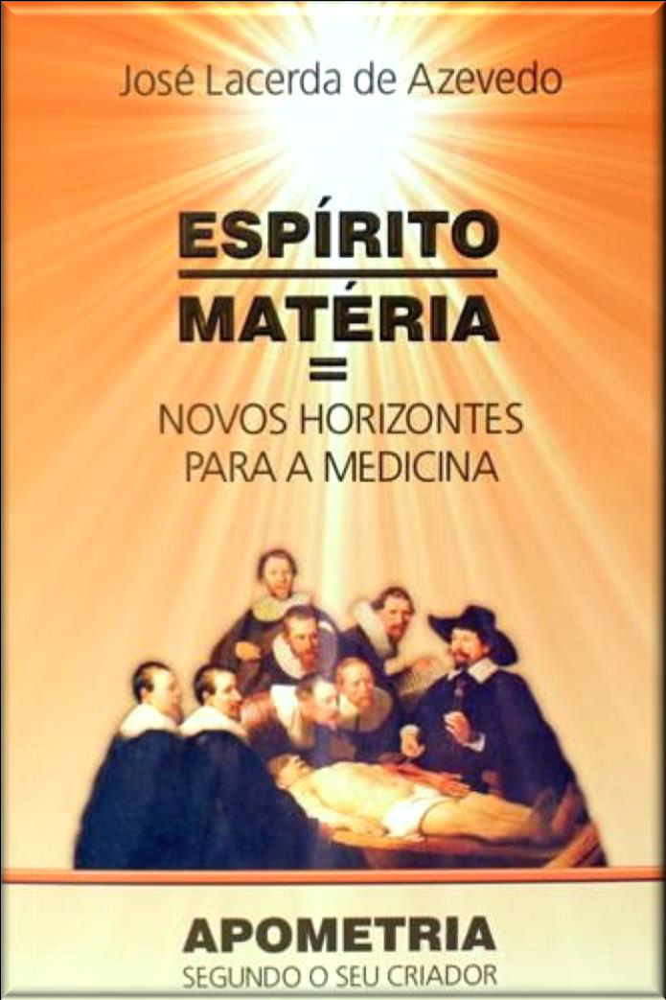 José Lacerda de Azevedo
ESPÍRITO
MATÉRIA
=
NOVOS HORIZONTES
PARA A MEDICINA
APOMETRIA
SEGUNDO O SEU CRIADOR